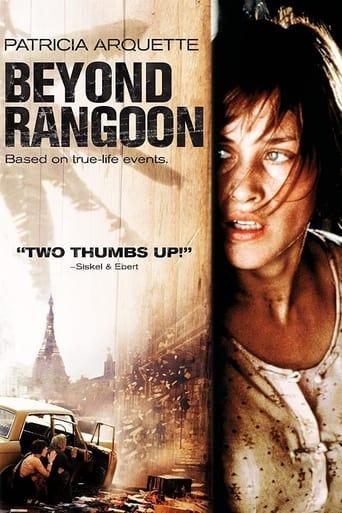 PATRICIA ARQUETTE
BEYOND
RANGOON
Based on true-life events.
“TWO THUMBS UP!”
–Siskel & Ebert